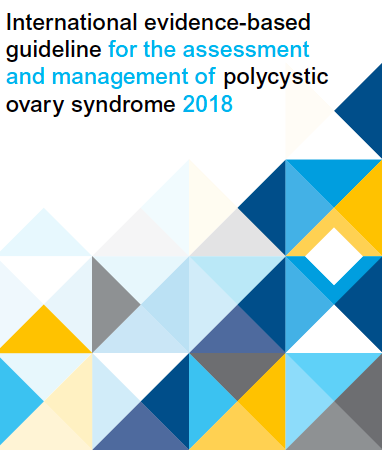 International evidence-based
guideline for the assessment
and management of polycystic
ovary syndrome 2018